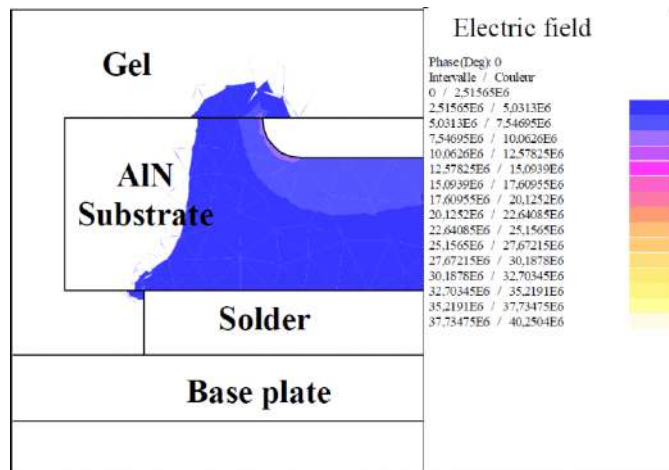 Electric field
Gel
AlN
Substrate
Solder
Base plate
Phase (Deg): 0
Intervalle / Couleur
0 / 2,51565E6
2,51565E6 / 5,0313E6
5,0313E6 / 7,54695E6
7,54695E6 / 10,0626E6
10,0626E6 / 12,57825E6
12,57825E6 / 15,0939E6
15,0939E6 / 17,60955E6
17,60955E6 / 20,1252E6
20,1252E6 / 22,64085E6
22,64085E6 / 25,1565E6
25,1565E6 / 27,67215E6
27,67215E6 / 30,1878E6
30,1878E6 / 32,70345E6
32,70345E6 / 35,2191E6
35,2191E6 / 37,73475E6
37,73475E6 / 40,2504E6